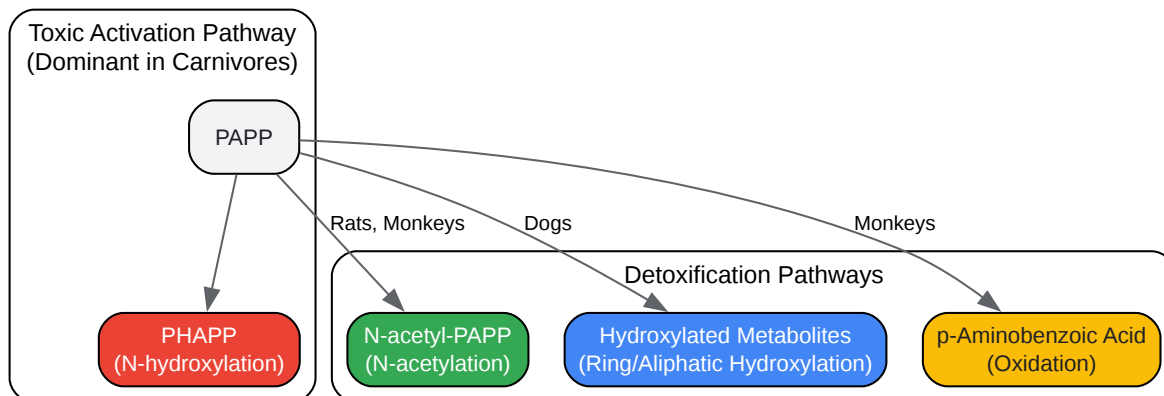 Toxic Activation Pathway
(Dominant in Carnivores)
PAPP
Rats, Monkeys
Dogs
Monkeys
Detoxification Pathways
PHAPP
(N-hydroxylation)
N-acetyl-PAPP
(N-acetylation)
Hydroxylated Metabolites
(Ring/Aliphatic Hydroxylation)
p-Aminobenzoic Acid
(Oxidation)